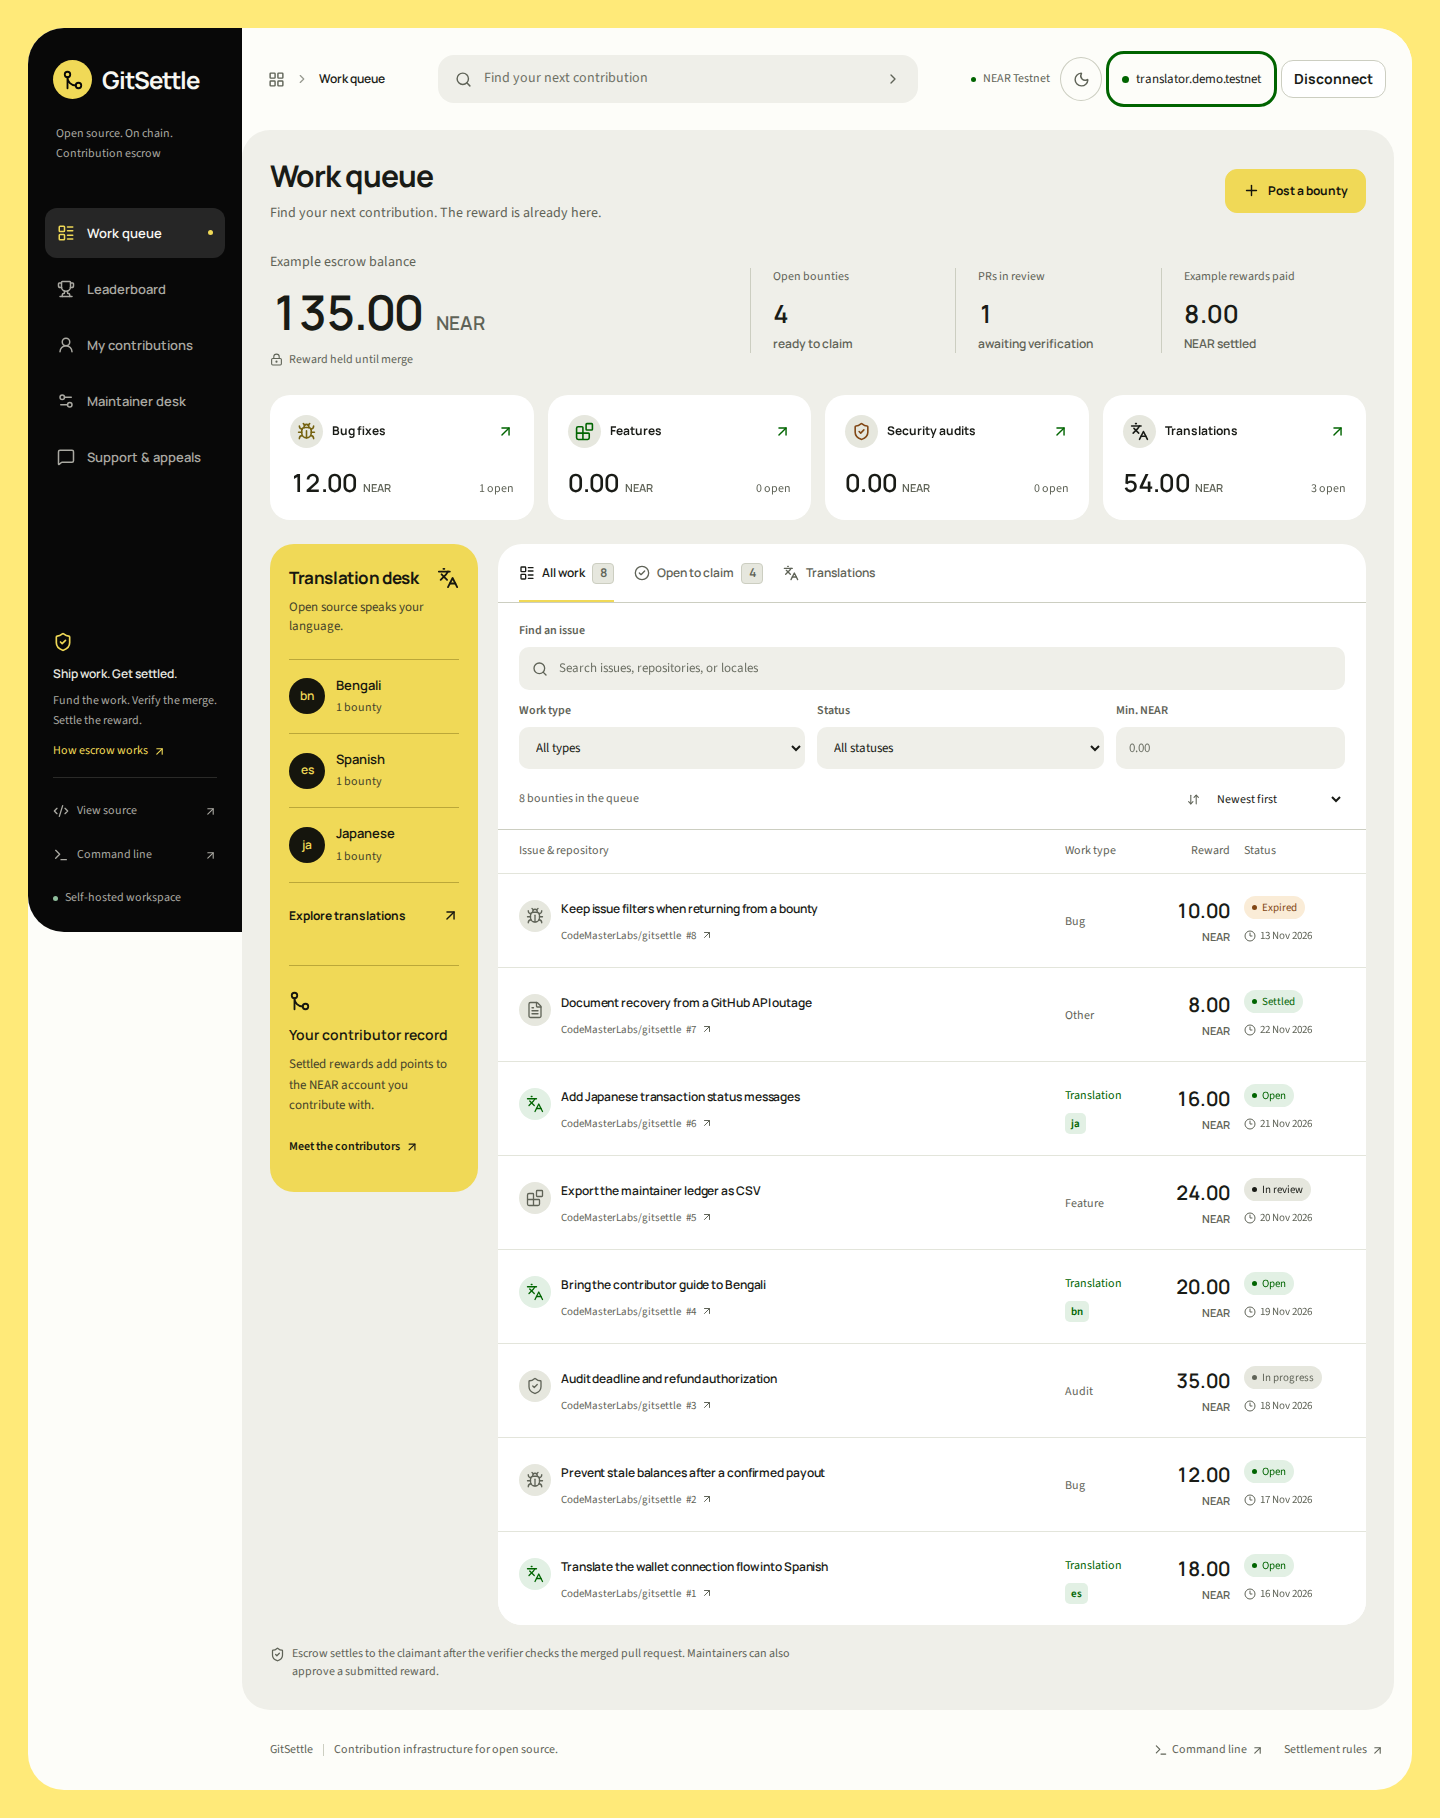 GitSettle
Open source. On chain.
Contribution escrow
Work queue
Leaderboard
My contributions
Maintainer desk
Support & appeals
Ship work. Get settled.
Fund the work. Verify the merge.
Settle the reward.
How escrow works
View source
Command line
Self-hosted workspace
Work queue
Find your next contribution
NEAR Testnet
translator.demo.testnet
Disconnect
Work queue
Find your next contribution. The reward is already here.
Post a bounty
Example escrow balance
135.00 NEAR
Reward held until merge
Open bounties
4
ready to claim
PRs in review
1
awaiting verification
Example rewards paid
8.00
NEAR settled
Bug fixes
12.00 NEAR 1 open
Features
0.00 NEAR 0 open
Security audits
0.00 NEAR 0 open
Translations
54.00 NEAR 3 open
Translation desk
Open source speaks your
language.
bn Bengali
1 bounty
es Spanish
1 bounty
ja Japanese
1 bounty
Explore translations
Your contributor record
Settled rewards add points to
the NEAR account you
contribute with.
Meet the contributors
All work 8 Open to claim 4 Translations
Find an issue
Search issues, repositories, or locales
Work type Status Min. NEAR
All types All statuses 0.00
8 bounties in the queue Newest first
Issue & repository Work type Reward Status
Keep issue filters when returning from a bounty
CodeMasterLabs/gitsettle #8
Bug
10.00
NEAR
Expired
13 Nov 2026
Document recovery from a GitHub API outage
CodeMasterLabs/gitsettle #7
Other
8.00
NEAR
Settled
22 Nov 2026
Add Japanese transaction status messages
CodeMasterLabs/gitsettle #6
Translation
ja
16.00
NEAR
Open
21 Nov 2026
Export the maintainer ledger as CSV
CodeMasterLabs/gitsettle #5
Feature
24.00
NEAR
In review
20 Nov 2026
Bring the contributor guide to Bengali
CodeMasterLabs/gitsettle #4
Translation
bn
20.00
NEAR
Open
19 Nov 2026
Audit deadline and refund authorization
CodeMasterLabs/gitsettle #3
Audit
35.00
NEAR
In progress
18 Nov 2026
Prevent stale balances after a confirmed payout
CodeMasterLabs/gitsettle #2
Bug
12.00
NEAR
Open
17 Nov 2026
Translate the wallet connection flow into Spanish
CodeMasterLabs/gitsettle #1
Translation
es
18.00
NEAR
Open
16 Nov 2026
Escrow settles to the claimant after the verifier checks the merged pull request. Maintainers can also
approve a submitted reward.
GitSettle Contribution infrastructure for open source.
Command line Settlement rules